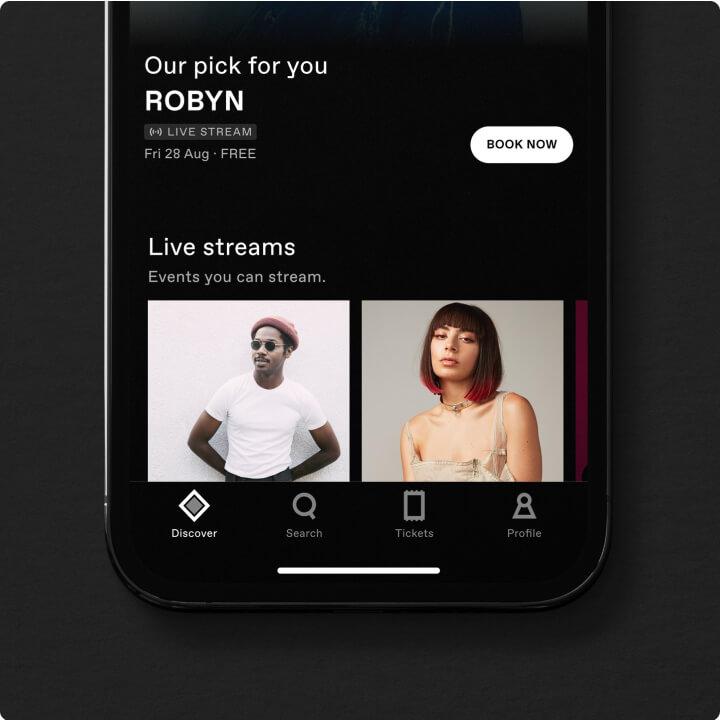 Our pick for you
ROBYN
LIVE STREAM
Fri 28 Aug · FREE
BOOK NOW
Live streams
Events you can stream.
Discover
Search
Tickets
Profile